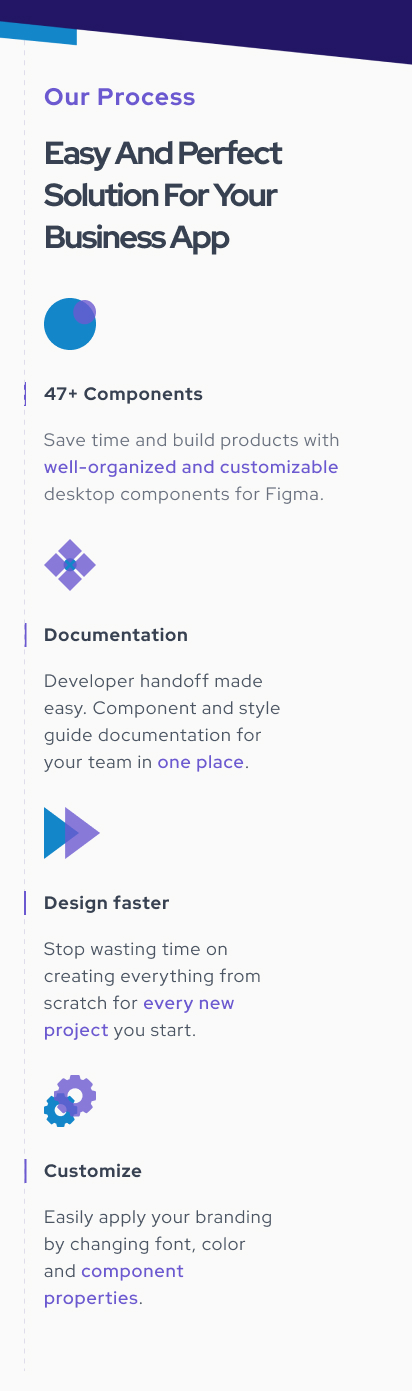 Our Process
Easy And Perfect
Solution For Your
Business App
47+ Components
Save time and build products with
well-organized and customizable
desktop components for Figma.
Documentation
Developer handoff made
easy. Component and style
guide documentation for
your team in one place.
Design faster
Stop wasting time on
creating everything from
scratch for every new
project you start.
Customize
Easily apply your branding
by changing font, color
and component
properties.